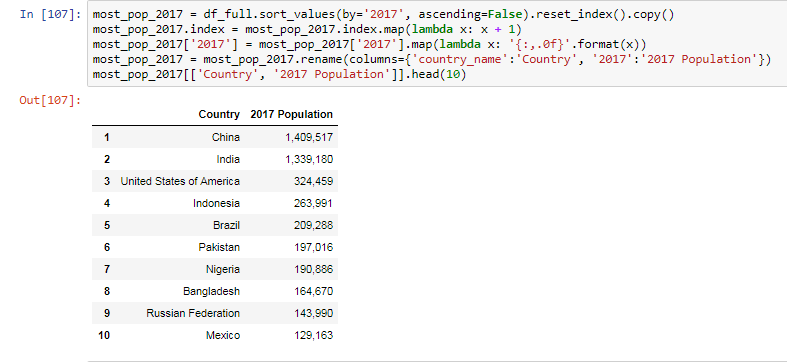 In [107]: most_pop_2017 = df_full.sort_values(by='2017', ascending=False).reset_index().copy()
most_pop_2017.index = most_pop_2017.index.map(lambda x: x + 1)
most_pop_2017['2017'] = most_pop_2017['2017'].map(lambda x: '{:,.0f}'.format(x))
most_pop_2017 = most_pop_2017.rename(columns={'country_name':'Country', '2017':'2017 Population'})
most_pop_2017[['Country', '2017 Population']].head(10)
Out[107]:
Country 2017 Population
1 China 1,409,517
2 India 1,339,180
3 United States of America 324,459
4 Indonesia 263,991
5 Brazil 209,288
6 Pakistan 197,016
7 Nigeria 190,886
8 Bangladesh 164,670
9 Russian Federation 143,990
10 Mexico 129,163